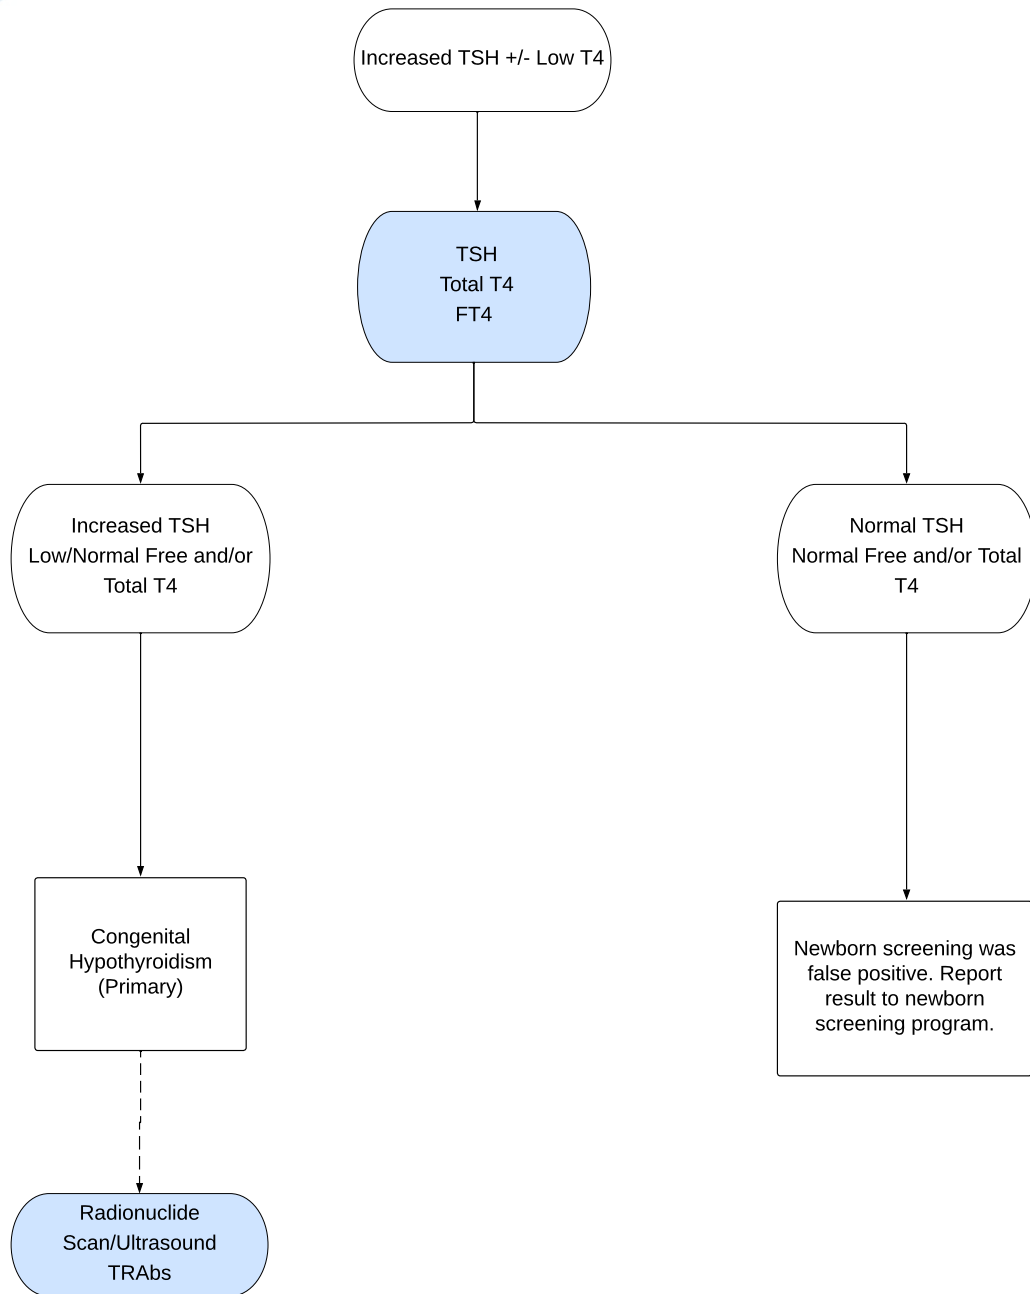 Increased TSH +/- Low T4
TSH
Total T4
FT4
Increased TSH
Low/Normal Free and/or
Total T4
Normal TSH
Normal Free and/or Total
T4
Congenital
Hypothyroidism
(Primary)
Newborn screening was
false positive. Report
result to newborn
screening program.
Radionuclide
Scan/Ultrasound
TRAbs